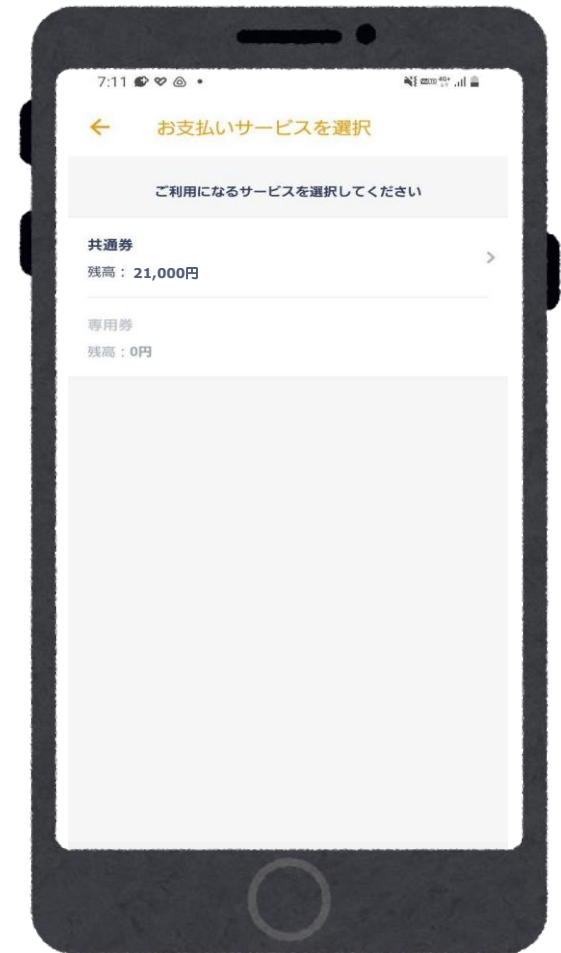 7:11
お支払いサービスを選択
ご利用になるサービスを選択してください
共通券
残高： 21,000円
専用券
残高：0円